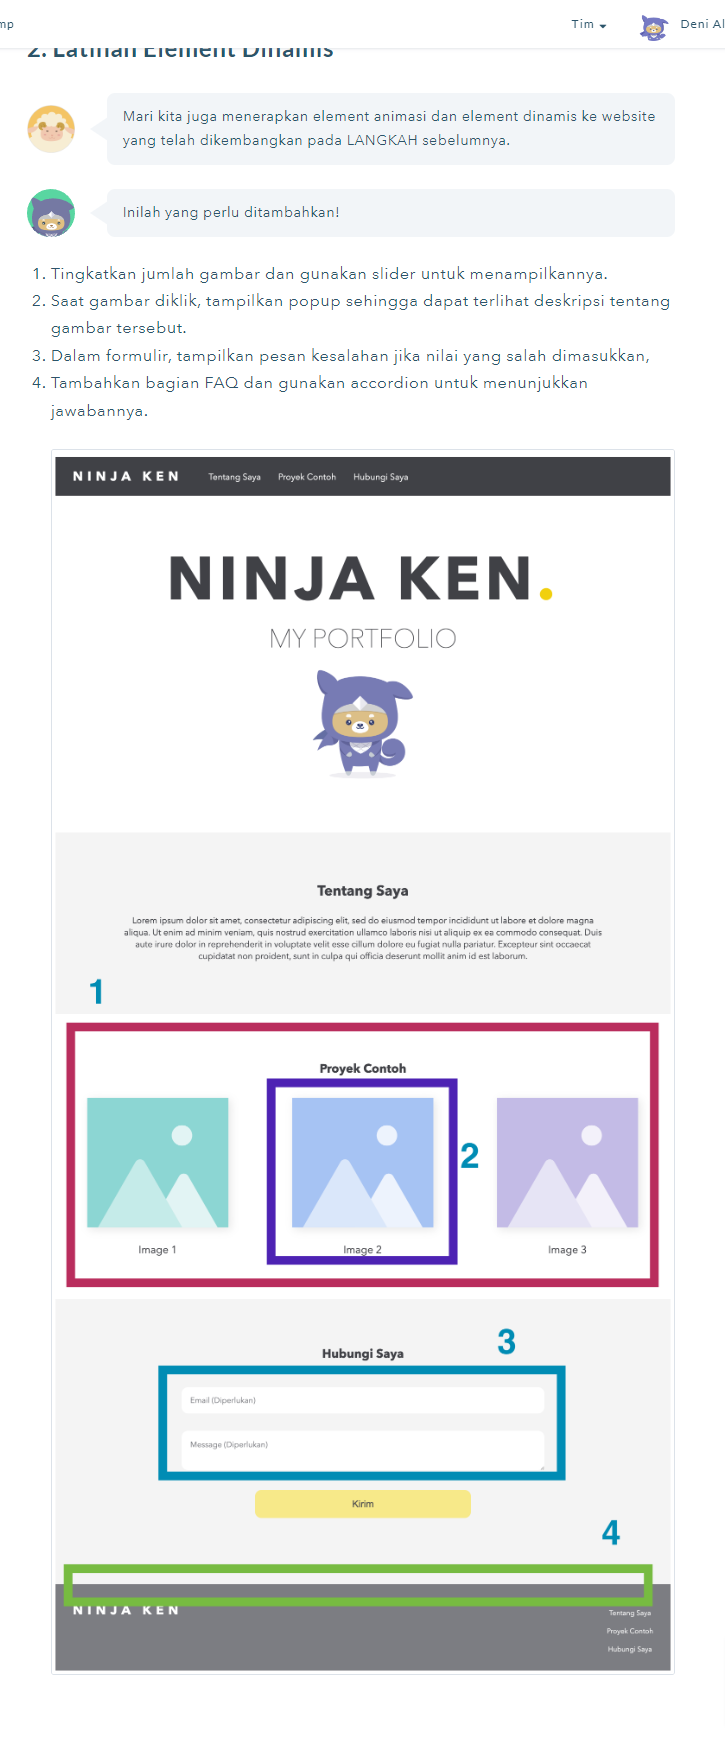 mp
Tim
Deni Al
2. Latihan Element Dinamis
Mari kita juga menerapkan element animasi dan element dinamis ke website
yang telah dikembangkan pada LANGKAH sebelumnya.
Inilah yang perlu ditambahkan!
1. Tingkatkan jumlah gambar dan gunakan slider untuk menampilkannya.
2. Saat gambar diklik, tampilkan popup sehingga dapat terlihat deskripsi tentang
gambar tersebut.
3. Dalam formulir, tampilkan pesan kesalahan jika nilai yang salah dimasukkan,
4. Tambahkan bagian FAQ dan gunakan accordion untuk menunjukkan
jawabannya.
NINJA KEN Tentang Saya Proyek Contoh Hubungi Saya
NINJA KEN.
MY PORTFOLIO
Tentang Saya
Lorem ipsum dolor sit amet, consectetur adipiscing elit, sed do eiusmod tempor incididunt ut labore et dolore magna
aliqua. Ut enim ad minim veniam, quis nostrud exercitation ullamco laboris nisi ut aliquip ex ea commodo consequat. Duis
aute irure dolor in reprehenderit in voluptate velit esse cillum dolore eu fugiat nulla pariatur. Excepteur sint occaecat
cupidatat non proident, sunt in culpa qui officia deserunt mollit anim id est laborum.
1
Proyek Contoh
2
Image 1
Image 2
Image 3
3
Hubungi Saya
Email (Diperlukan)
Message (Diperlukan)
Kirim
4
NINJA KEN
Tentang Saya
Proyek Contoh
Hubungi Saya